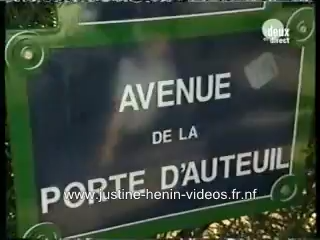 deux
direct
AVENUE
DE LA
PORTE D'AUTEUIL
www.justine-henin-videos.fr.nf